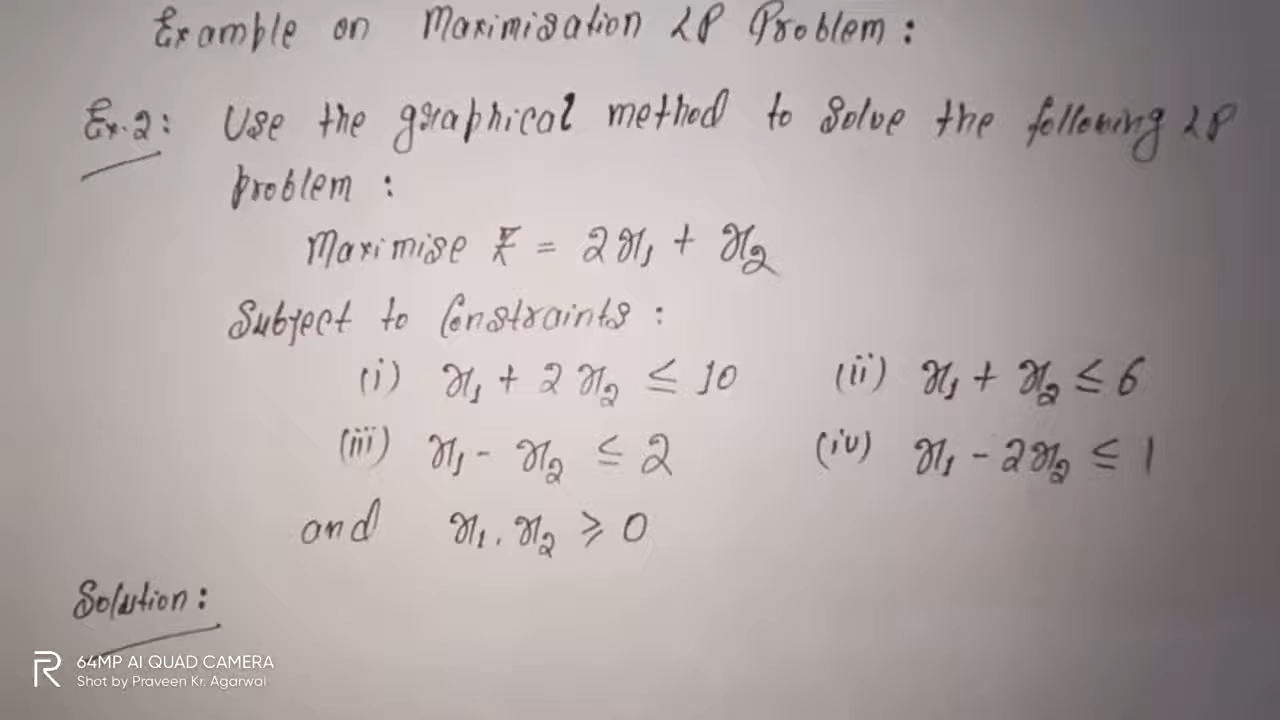 Example on Maximisation LP Problem :
Ex.2: Use the graphical method to solve the following LP
problem :
Maximise Z = 2x₁ + x₂
Subject to Constraints :
(i) x₁ + 2x₂ ≤ 10 (ii) x₁ + x₂ ≤ 6
(iii) x₁ - x₂ ≤ 2 (iv) x₁ - 2x₂ ≤ 1
and x₁, x₂ ≥ 0
Solution :
R 64MP AI QUAD CAMERA
Shot by Praveen Kr. Agarwal